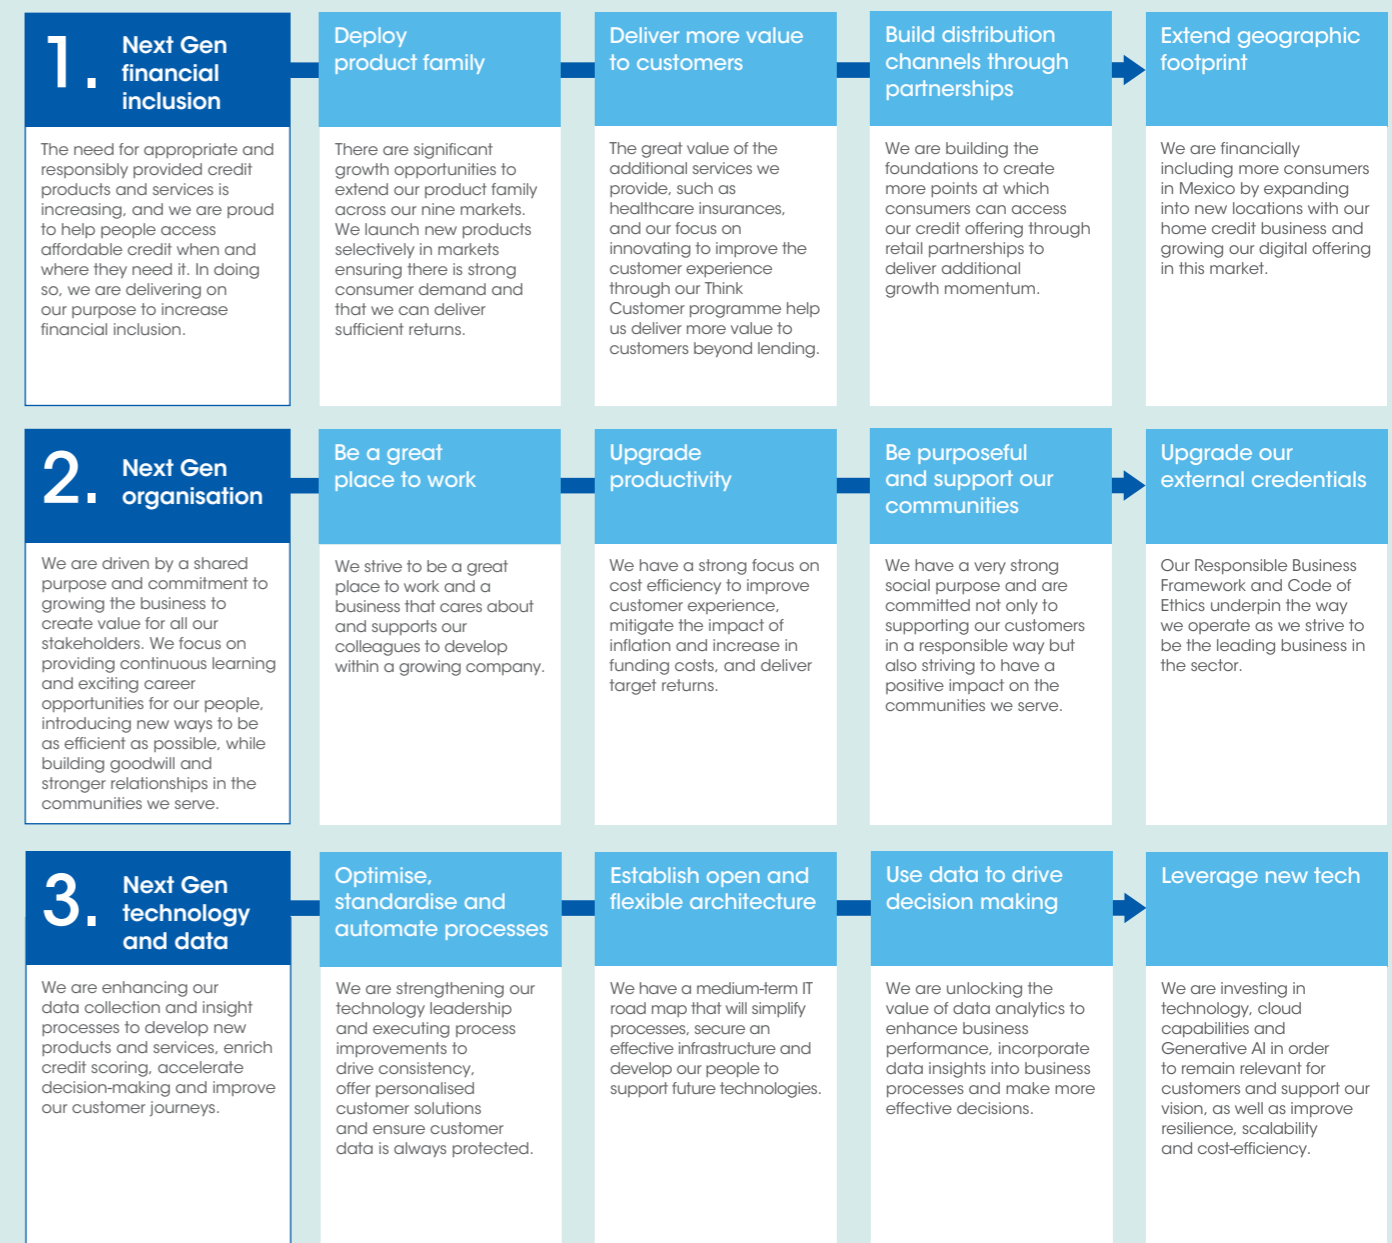 1.
Next Gen
financial
inclusion
The need for appropriate and
responsibly provided credit
products and services is
increasing, and we are proud
to help people access
affordable credit when and
where they need it. In doing
so, we are delivering on
our purpose to increase
financial inclusion.
Deploy
product family
There are significant
growth opportunities to
extend our product family
across our nine markets.
We launch new products
selectively in markets
ensuring there is strong
consumer demand and
that we can deliver
sufficient returns.
Deliver more value
to customers
The great value of the
additional services we
provide, such as
healthcare insurances,
and our focus on
innovating to improve the
customer experience
through our Think
Customer programme help
us deliver more value to
customers beyond lending.
Build distribution
channels through
partnerships
We are building the
foundations to create
more points at which
consumers can access
our credit offering through
retail partnerships to
deliver additional
growth momentum.
Extend geographic
footprint
We are financially
including more consumers
in Mexico by expanding
into new locations with our
home credit business and
growing our digital offering
in this market.
2.
Next Gen
organisation
We are driven by a shared
purpose and commitment to
growing the business to
create value for all our
stakeholders. We focus on
providing continuous learning
and exciting career
opportunities for our people,
introducing new ways to be
as efficient as possible, while
building goodwill and
stronger relationships in the
communities we serve.
Be a great
place to work
We strive to be a great
place to work and a
business that cares about
and supports our
colleagues to develop
within a growing company.
Upgrade
productivity
We have a strong focus on
cost efficiency to improve
customer experience,
mitigate the impact of
inflation and increase in
funding costs, and deliver
target returns.
Be purposeful
and support our
communities
We have a very strong
social purpose and are
committed not only to
supporting our customers
in a responsible way but
also striving to have a
positive impact on the
communities we serve.
Upgrade our
external credentials
Our Responsible Business
Framework and Code of
Ethics underpin the way
we operate as we strive to
be the leading business in
the sector.
3.
Next Gen
technology
and data
We are enhancing our
data collection and insight
processes to develop new
products and services, enrich
credit scoring, accelerate
decision-making and improve
our customer journeys.
Optimise,
standardise and
automate processes
We are strengthening our
technology leadership
and executing process
improvements to
drive consistency,
offer personalised
customer solutions
and ensure customer
data is always protected.
Establish open and
flexible architecture
We have a medium-term IT
road map that will simplify
processes, secure an
effective infrastructure and
develop our people to
support future technologies.
Use data to drive
decision making
We are unlocking the
value of data analytics to
enhance business
performance, incorporate
data insights into business
processes and make more
effective decisions.
Leverage new tech
We are investing in
technology, cloud
capabilities and
Generative AI in order
to remain relevant for
customers and support our
vision, as well as improve
resilience, scalability
and cost-efficiency.